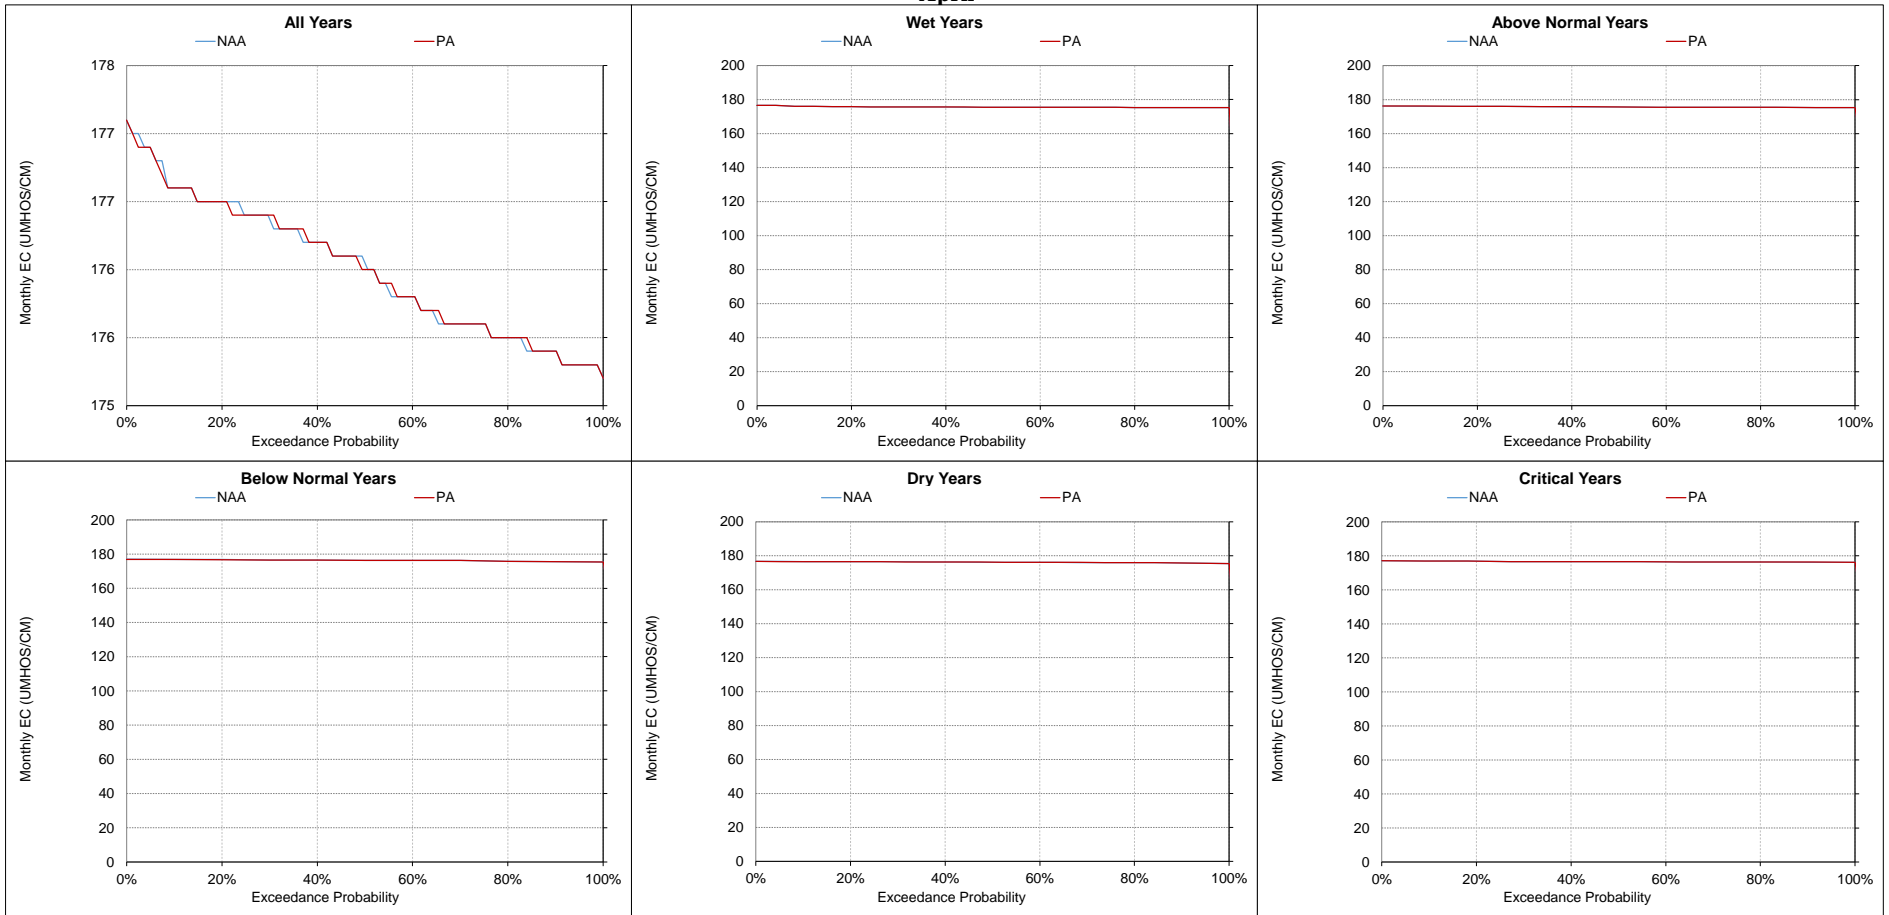 All Years
NAA PA
178
177
177
176
176
175
0% 20% 40% 60% 80% 100%
Exceedance Probability
Monthly EC (UMHOS/CM)
Wet Years
NAA PA
200
180
160
140
120
100
80
60
40
20
0
0% 20% 40% 60% 80% 100%
Exceedance Probability
Monthly EC (UMHOS/CM)
Above Normal Years
NAA PA
200
180
160
140
120
100
80
60
40
20
0
0% 20% 40% 60% 80% 100%
Exceedance Probability
Monthly EC (UMHOS/CM)
Below Normal Years
NAA PA
200
180
160
140
120
100
80
60
40
20
0
0% 20% 40% 60% 80% 100%
Exceedance Probability
Monthly EC (UMHOS/CM)
Dry Years
NAA PA
200
180
160
140
120
100
80
60
40
20
0
0% 20% 40% 60% 80% 100%
Exceedance Probability
Monthly EC (UMHOS/CM)
Critical Years
NAA PA
200
180
160
140
120
100
80
60
40
20
0
0% 20% 40% 60% 80% 100%
Exceedance Probability
Monthly EC (UMHOS/CM)